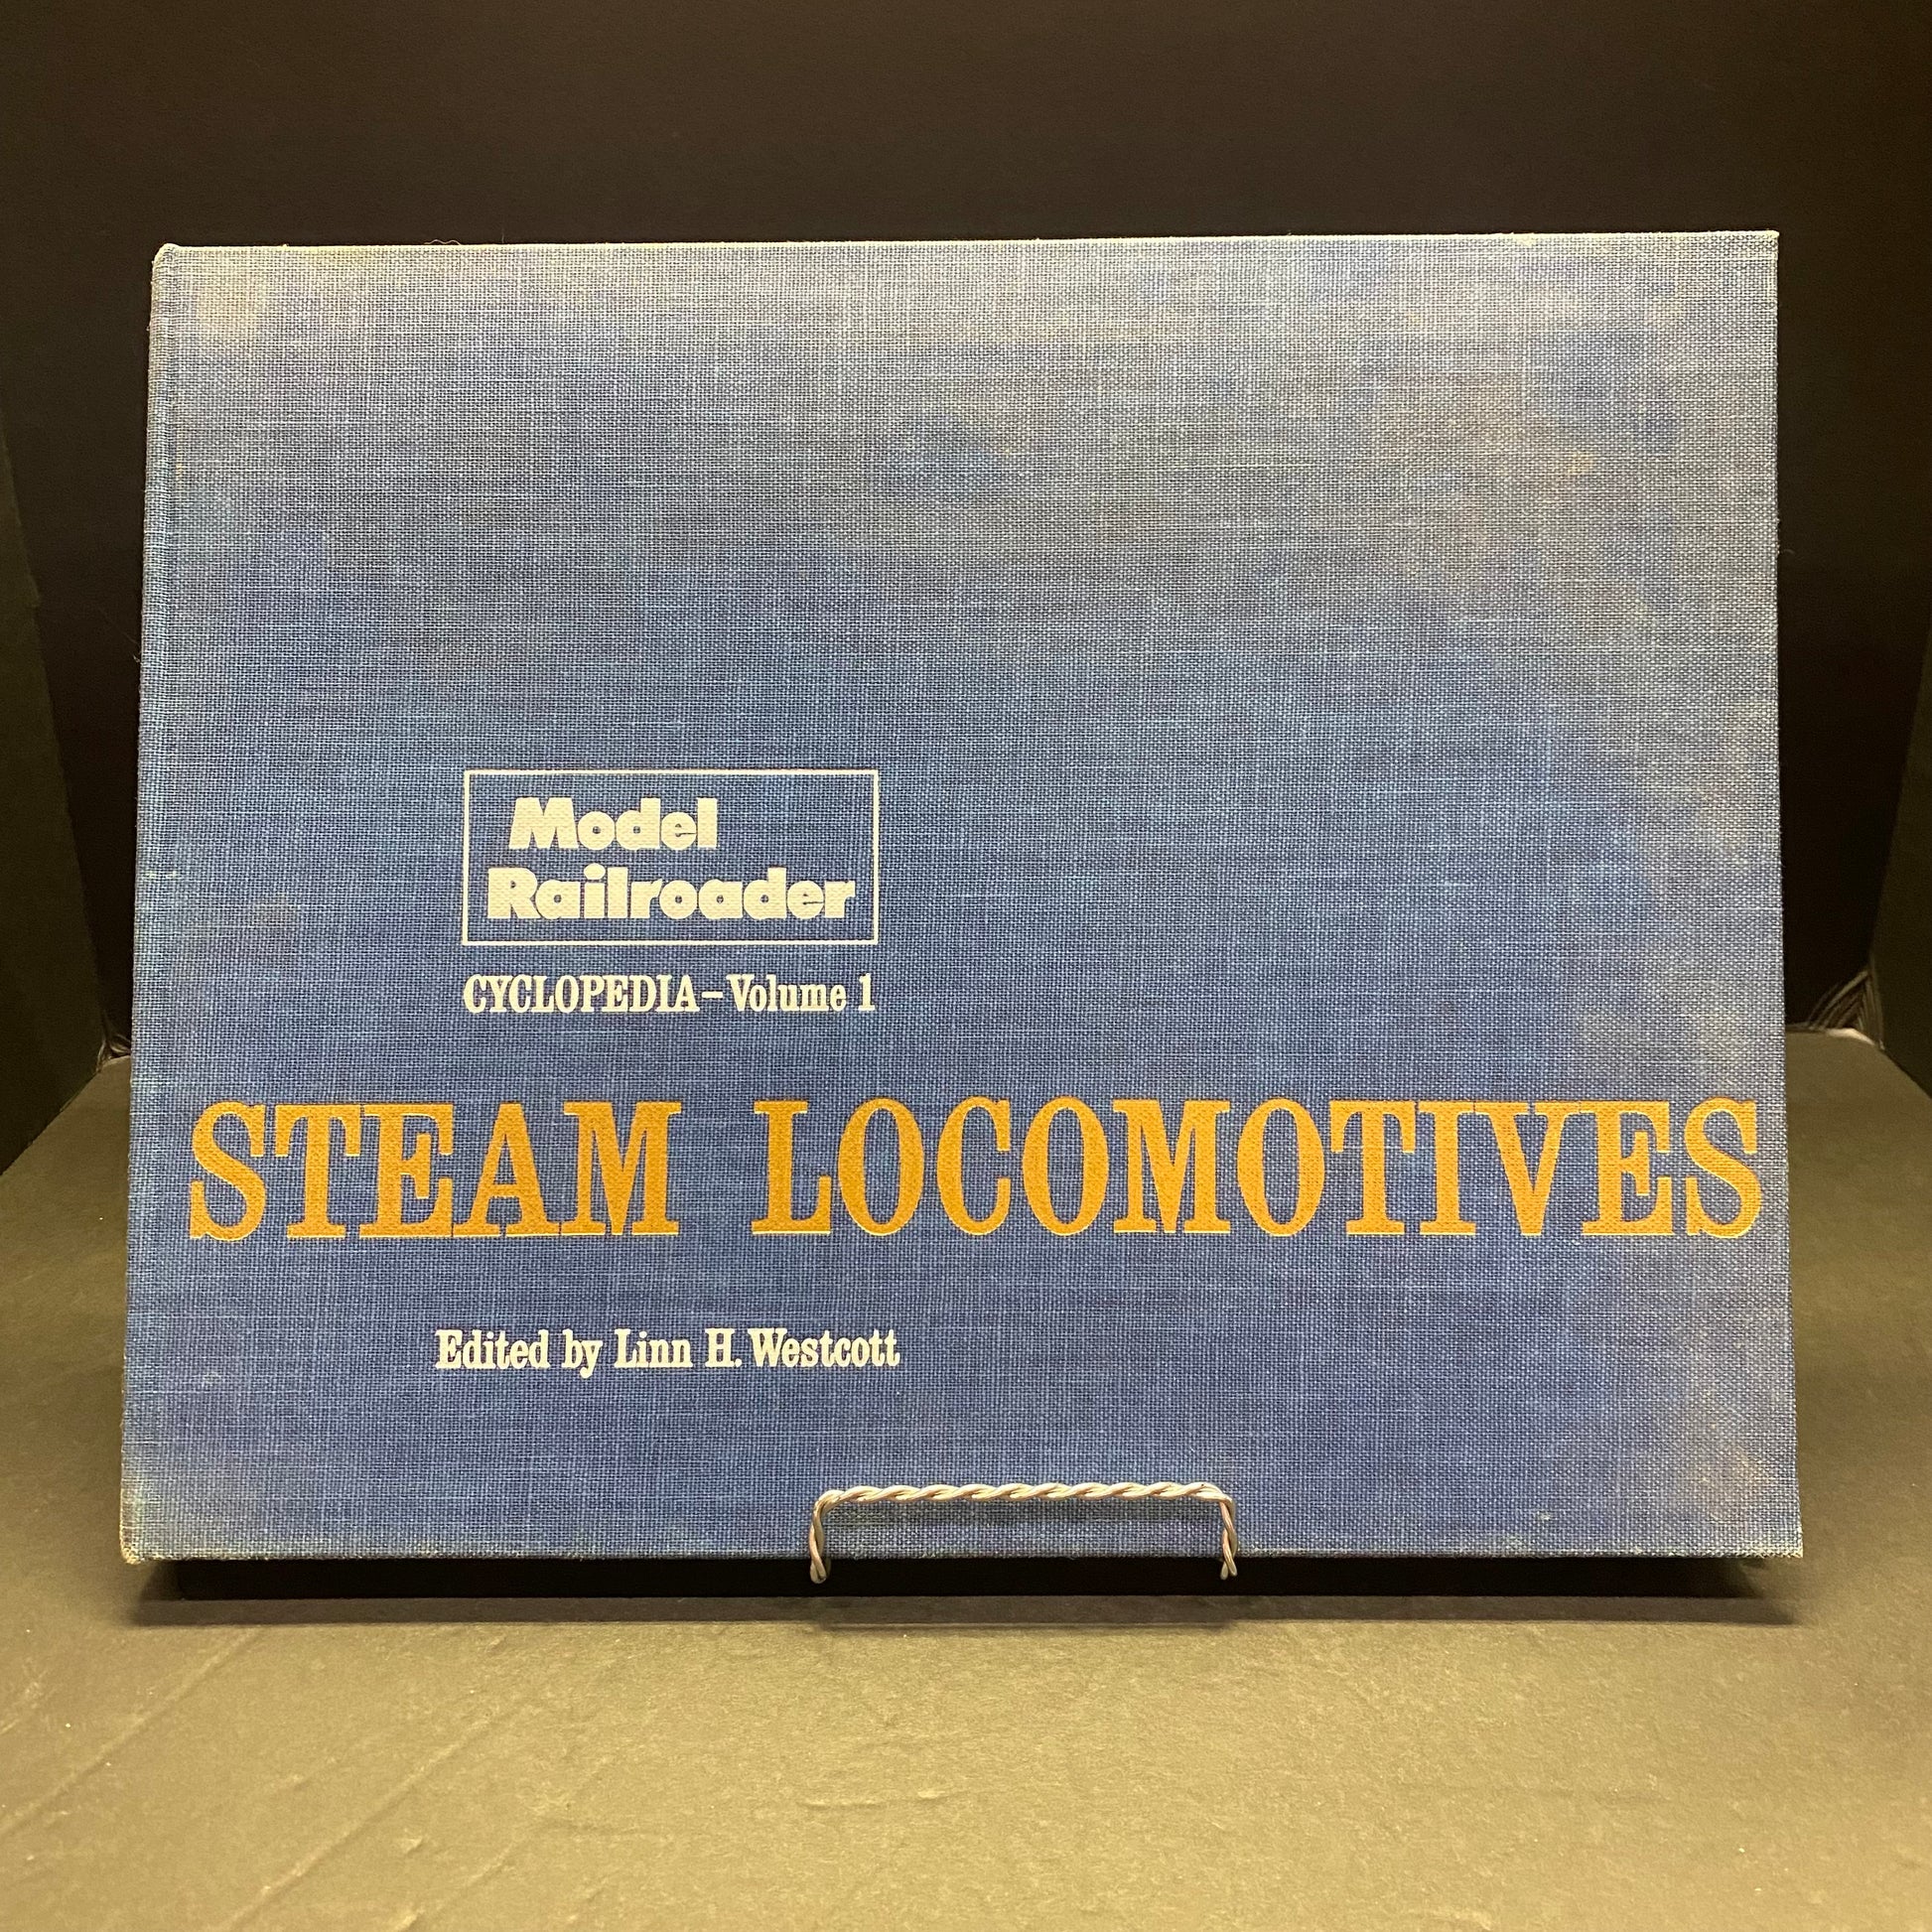 Model
Railroader
CYCLOPEDIA – Volume 1
STEAM LOCOMOTIVES
Edited by Linn H. Westcott